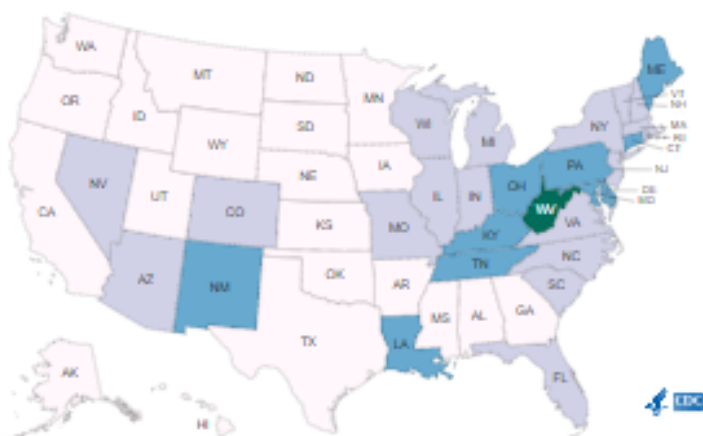 WA
MT
ND
MN
ME
VT
NH
OR
ID
SD
WI
MI
NY
MA
RI
CT
WY
IA
PA
NJ
NE
OH
DE
MD
NV
UT
CO
IL
IN
WV
VA
CA
KS
MO
KY
NC
TN
AZ
NM
OK
AR
SC
MS
AL
GA
TX
LA
AK
FL
HI
CDC